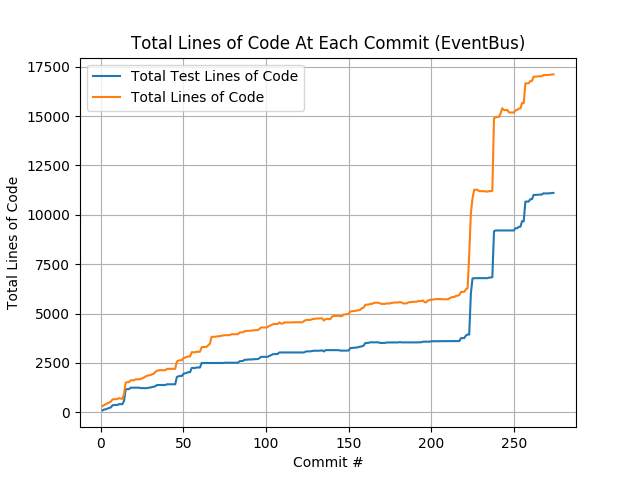 Total Lines of Code At Each Commit (EventBus)
Total Test Lines of Code
Total Lines of Code
Total Lines of Code
17500
15000
12500
10000
7500
5000
2500
0
0 50 100 150 200 250
Commit #